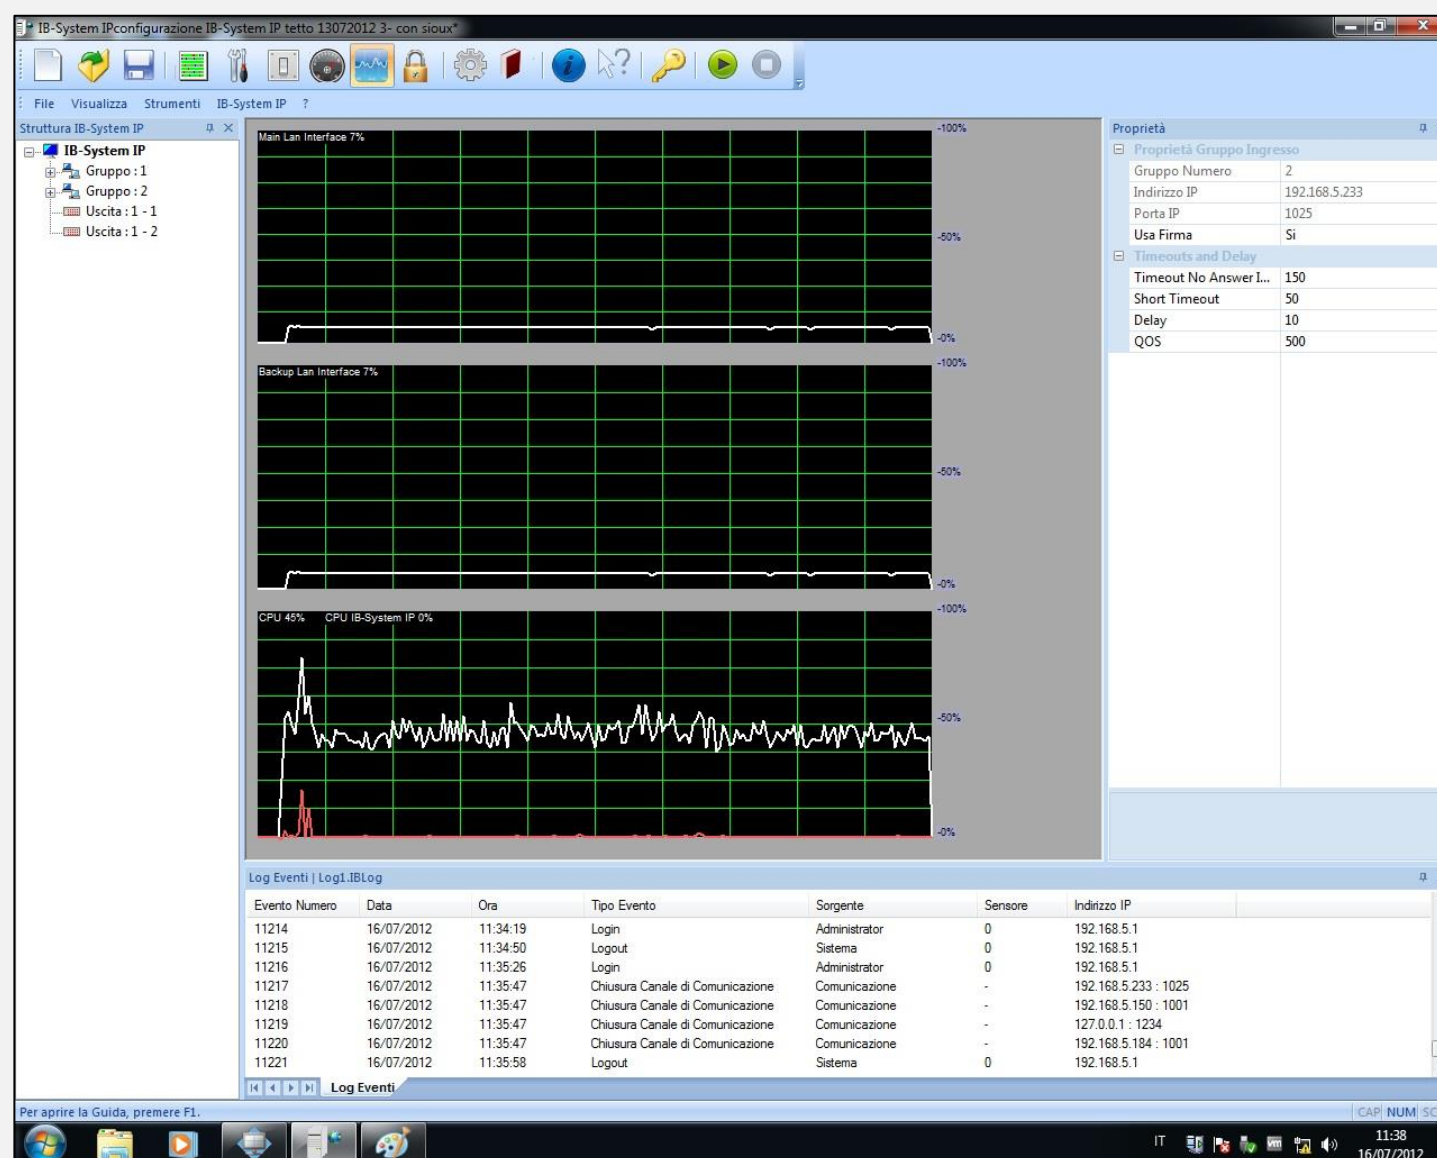 IB-System IPconfigurazione IB-System IP tetto 13072012 3- con sioux*
File Visualizza Strumenti IB-System IP ?
Struttura IB-System IP
IB-System IP
Gruppo : 1
Gruppo : 2
Uscita : 1 - 1
Uscita : 1 - 2
Main Lan Interface 7%
-100%
-50%
-0%
Backup Lan Interface 7%
-100%
-50%
-0%
CPU 45% CPU IB-System IP 0%
-100%
-50%
-0%
Proprietà
Proprietà Gruppo Ingresso
Gruppo Numero 2
Indirizzo IP 192.168.5.233
Porta IP 1025
Usa Firma Si
Timeouts and Delay
Timeout No Answer I... 150
Short Timeout 50
Delay 10
QOS 500
Log Eventi | Log1.IBLog
Evento Numero Data Ora Tipo Evento Sorgente Sensore Indirizzo IP
11214 16/07/2012 11:34:19 Login Administrator 0 192.168.5.1
11215 16/07/2012 11:34:50 Logout Sistema 0 192.168.5.1
11216 16/07/2012 11:35:26 Login Administrator 0 192.168.5.1
11217 16/07/2012 11:35:47 Chiusura Canale di Comunicazione Comunicazione - 192.168.5.233 : 1025
11218 16/07/2012 11:35:47 Chiusura Canale di Comunicazione Comunicazione - 192.168.5.150 : 1001
11219 16/07/2012 11:35:47 Chiusura Canale di Comunicazione Comunicazione - 127.0.0.1 : 1234
11220 16/07/2012 11:35:47 Chiusura Canale di Comunicazione Comunicazione - 192.168.5.184 : 1001
11221 16/07/2012 11:35:58 Logout Sistema 0 192.168.5.1
Log Eventi
Per aprire la Guida, premere F1.
CAP NUM SC
IT
vm
11:38
16/07/2012